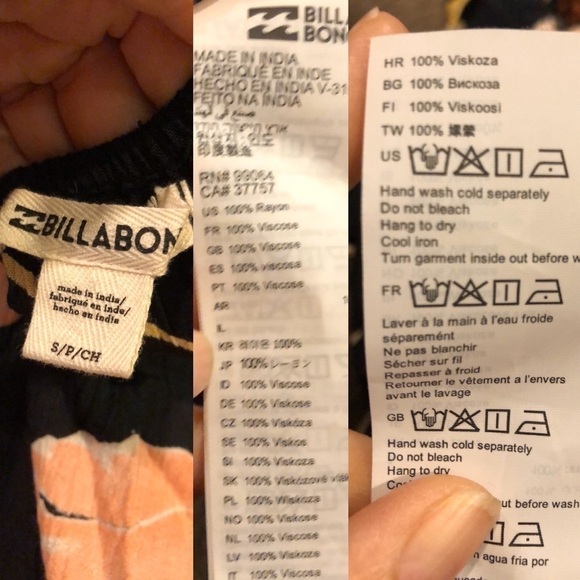 BILLABON
made in india/
fabriqué en inde/
hecho en india
S/P/CH
BILL
BONG
MADE IN INDIA
FABRIQUÉ EN INDE
HECHO EN INDIA V-31
FEITO NA INDIA
印度製造
RN# 99064
CA# 37757
US 100% Rayon
FR 100% Viscose
GB 100% Viscose
ES 100% Viscosa
PT 100% Viscose
AR
IL
KR 레이온 100%
JP 100% レーヨン
ID 100% Viscose
DE 100% Viskose
CZ 100% Viskóza
SE 100% Viskos
SI 100% Viskoza
SK 100% Viskózové
PL 100% Wiskoza
NO 100% Viskose
NL 100% Viscose
LV 100% Viskoze
IT 100% Viscosa
HR 100% Viskoza
BG 100% Вискоза
FI 100% Viskoosi
TW 100% 嫘縈
US
Hand wash cold separately
Do not bleach
Hang to dry
Cool iron
Turn garment inside out before w
FR
Laver à la main à l'eau froide
séparemént
Ne pas blanchir
Sêcher sur fil
Repasser à froid
Retourner le vêtement a l'envers
avant le lavage
GB
Hand wash cold separately
Do not bleach
Hang to dry
out before wash
n agua fria por